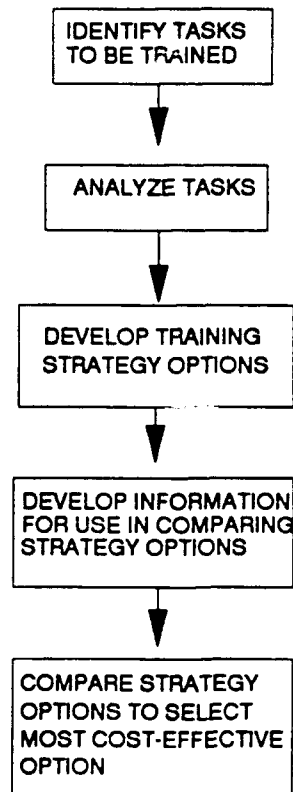 IDENTIFY TASKS
TO BE TRAINED
ANALYZE TASKS
DEVELOP TRAINING
STRATEGY OPTIONS
DEVELOP INFORMATION
FOR USE IN COMPARING
STRATEGY OPTIONS
COMPARE STRATEGY
OPTIONS TO SELECT
MOST COST-EFFECTIVE
OPTION